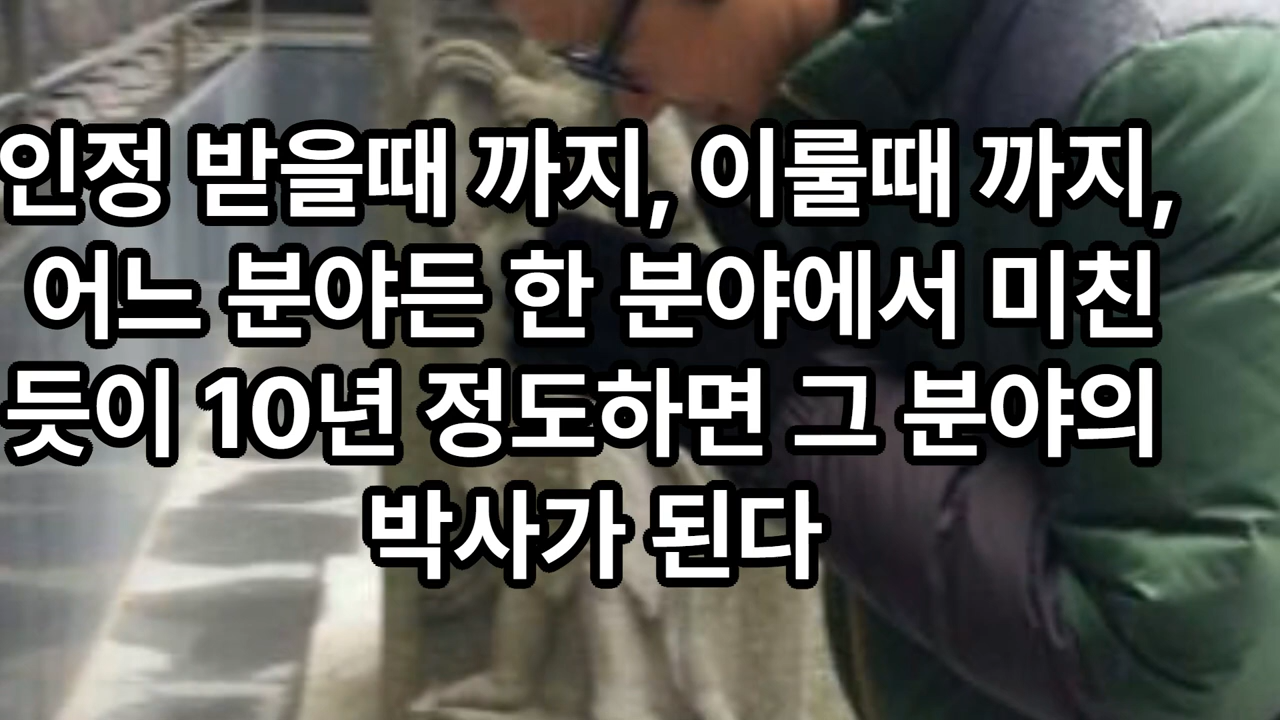 인정 받을때 까지, 이룰때 까지,
어느 분야든 한 분야에서 미친
듯이 10년 정도하면 그 분야의
박사가 된다